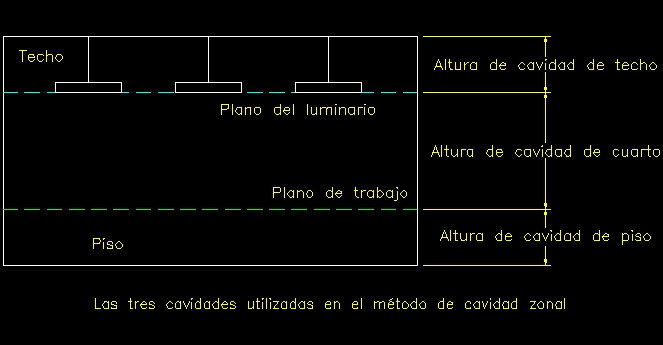 Techo
Altura de cavidad de techo
Plano del luminario
Altura de cavidad de cuarto
Plano de trabajo
Altura de cavidad de piso
Piso
Las tres cavidades utilizadas en el método de cavidad zonal